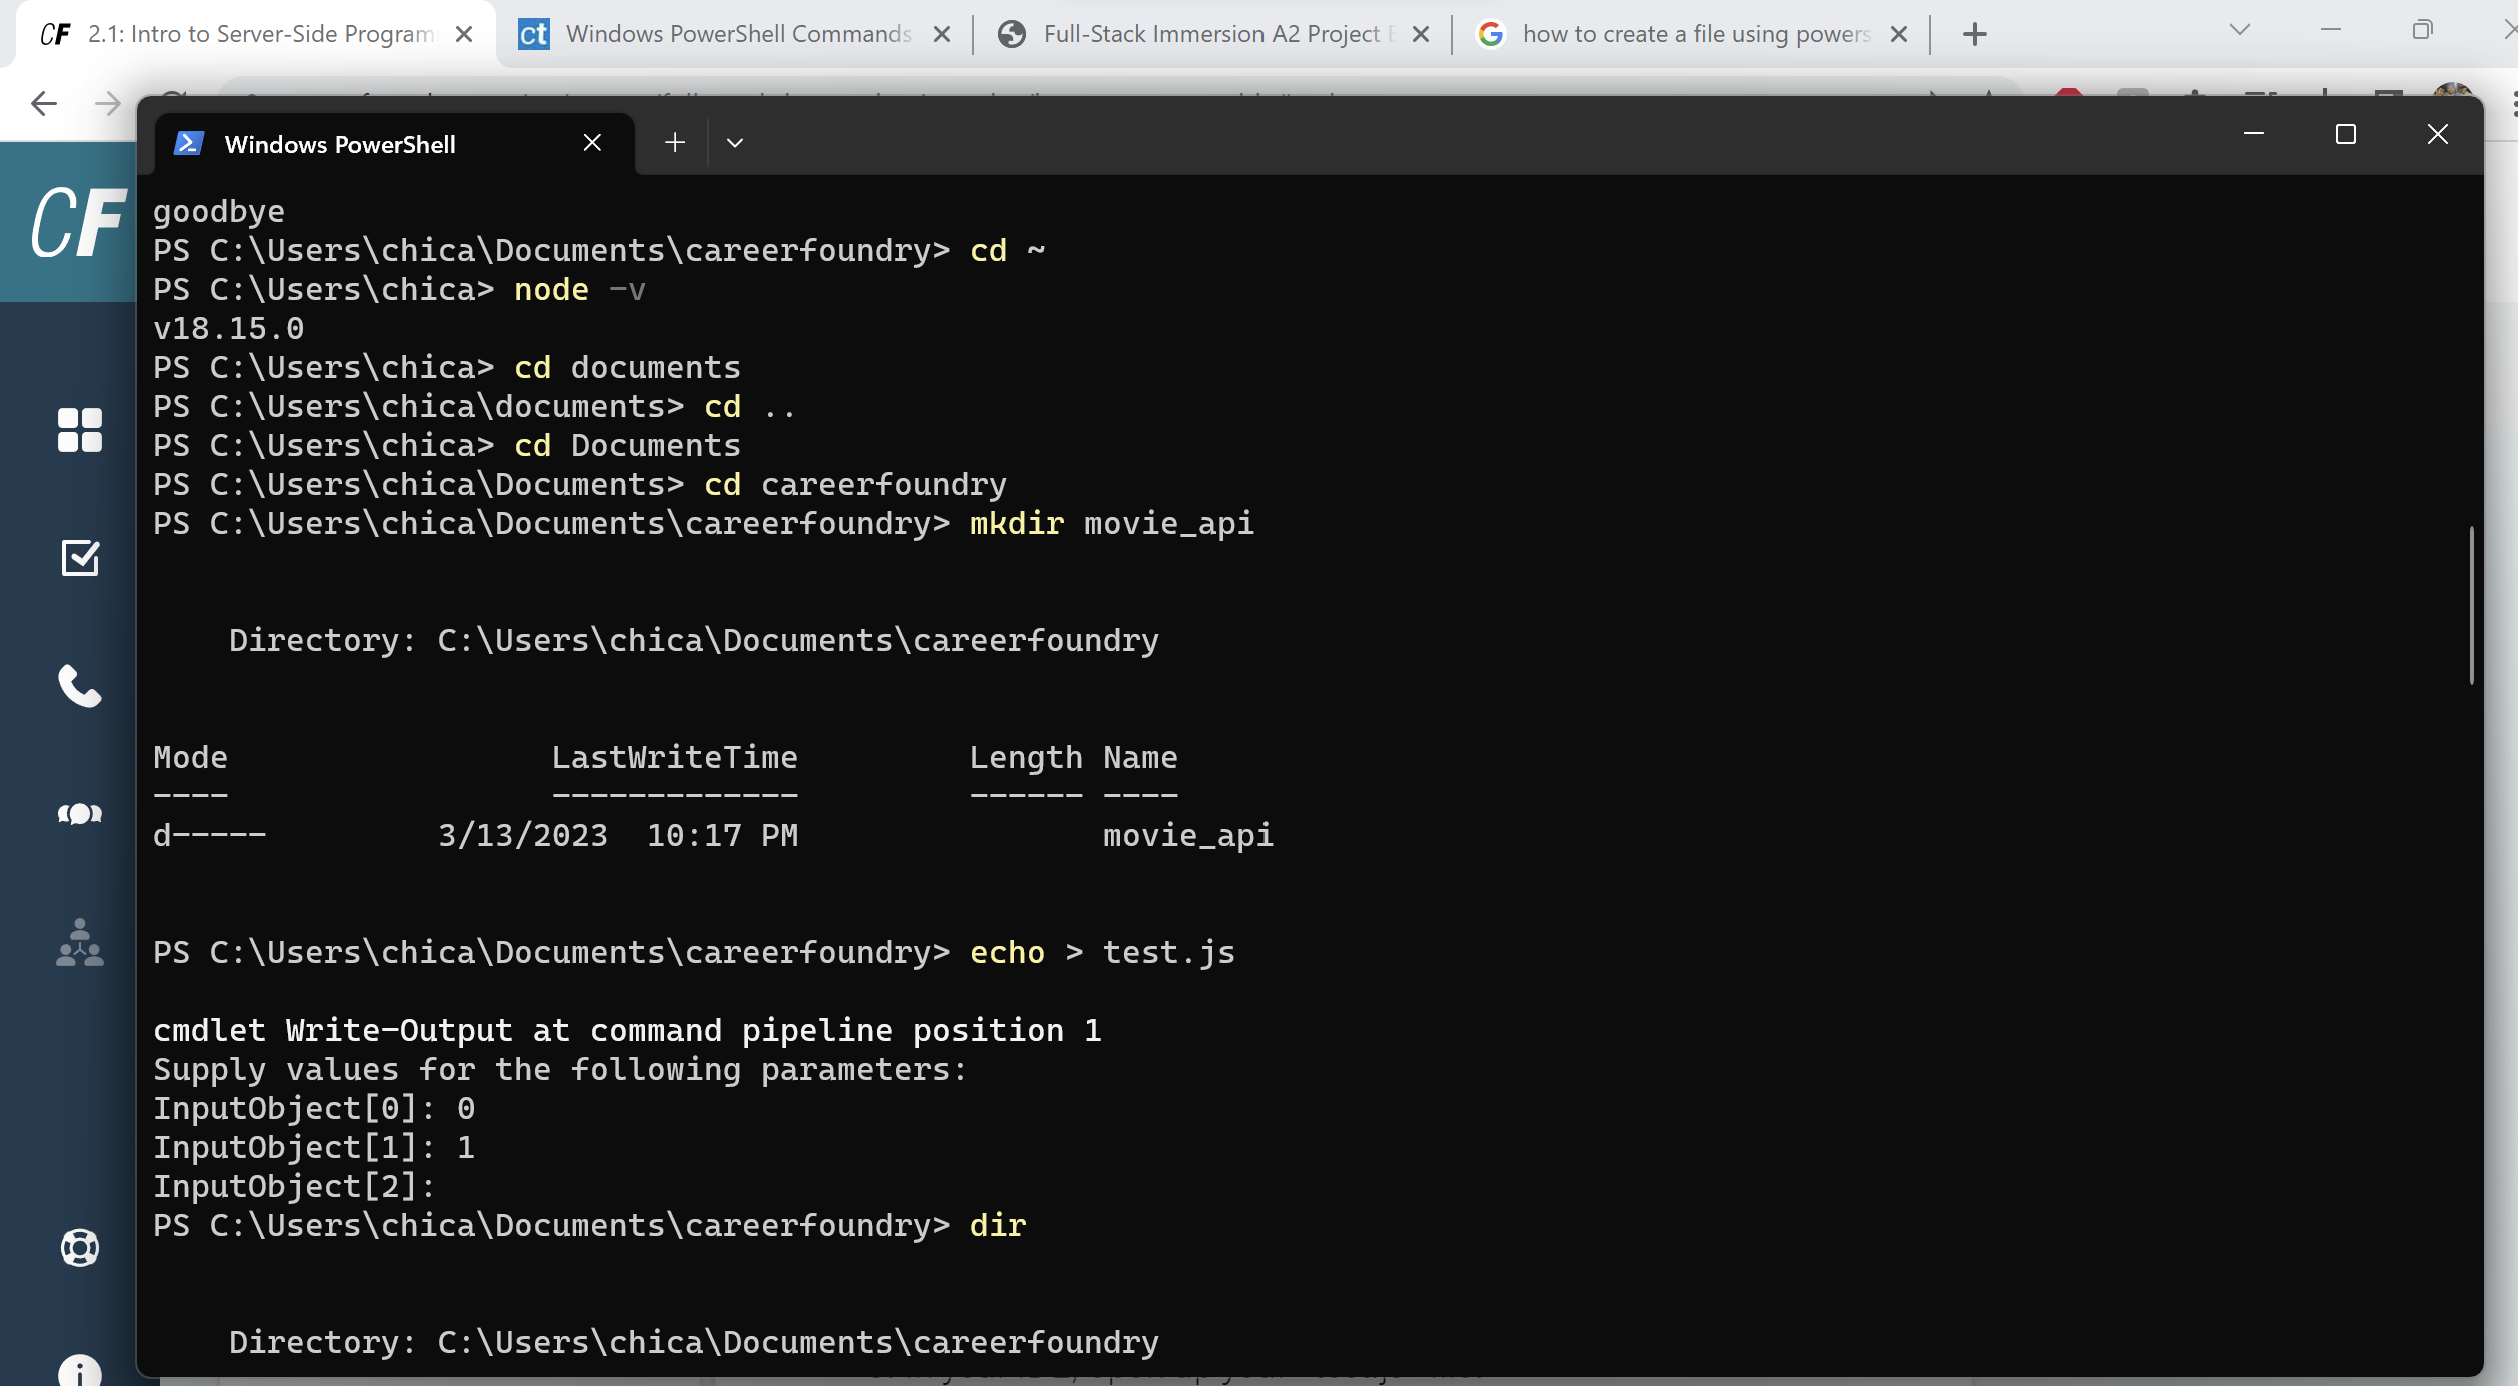 CF 2.1: Intro to Server-Side Program
ct Windows PowerShell Commands
Full-Stack Immersion A2 Project
how to create a file using powers
CF
Windows PowerShell
goodbye
PS C:\Users\chica\Documents\careerfoundry> cd ~
PS C:\Users\chica> node -v
v18.15.0
PS C:\Users\chica> cd documents
PS C:\Users\chica\documents> cd ..
PS C:\Users\chica> cd Documents
PS C:\Users\chica\Documents> cd careerfoundry
PS C:\Users\chica\Documents\careerfoundry> mkdir movie_api
Directory: C:\Users\chica\Documents\careerfoundry
Mode LastWriteTime Length Name
---- ------------- ------ ----
d----- 3/13/2023 10:17 PM movie_api
PS C:\Users\chica\Documents\careerfoundry> echo > test.js
cmdlet Write-Output at command pipeline position 1
Supply values for the following parameters:
InputObject[0]: 0
InputObject[1]: 1
InputObject[2]:
PS C:\Users\chica\Documents\careerfoundry> dir
Directory: C:\Users\chica\Documents\careerfoundry